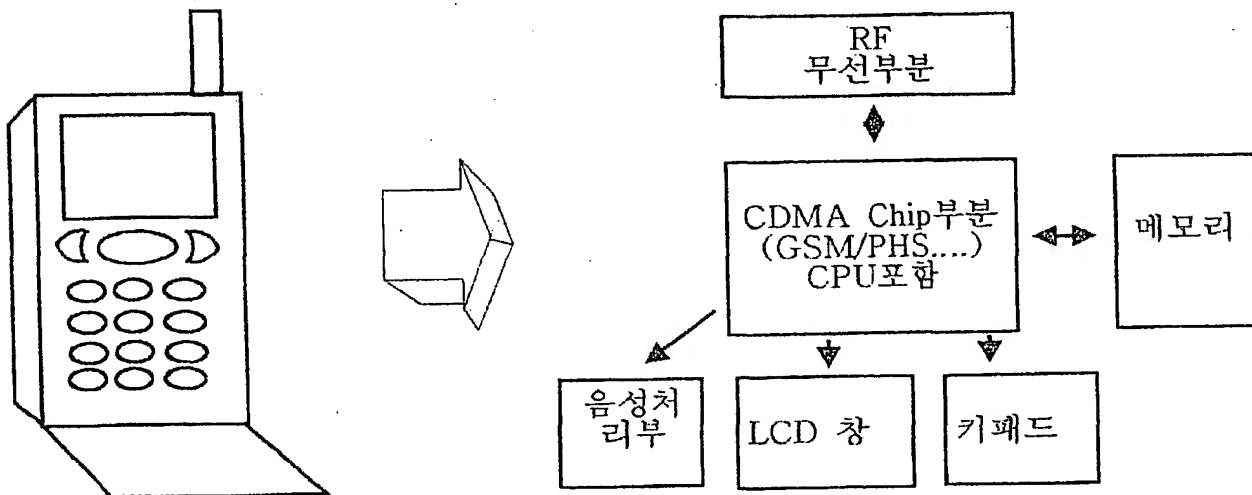 RF
무선부분
CDMA Chip부분
(GSM/PHS....)
CPU포함
메모리
음성처
리부
LCD 창
키패드